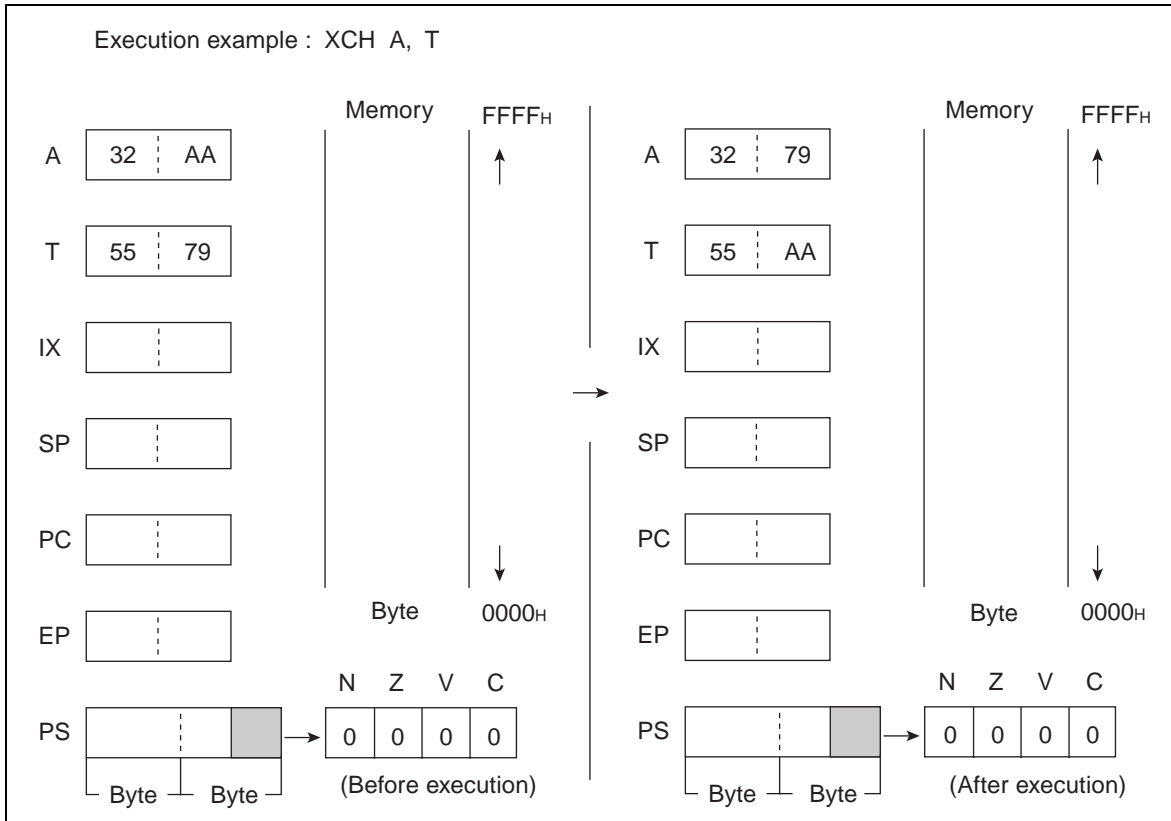 Execution example : XCH A, T
Memory FFFFH
A 32 AA
T 55 79
IX
SP
PC
EP
Byte 0000H
N Z V C
PS 0 0 0 0
Byte Byte (Before execution)
Memory FFFFH
A 32 79
T 55 AA
IX
SP
PC
EP
Byte 0000H
N Z V C
PS 0 0 0 0
Byte Byte (After execution)